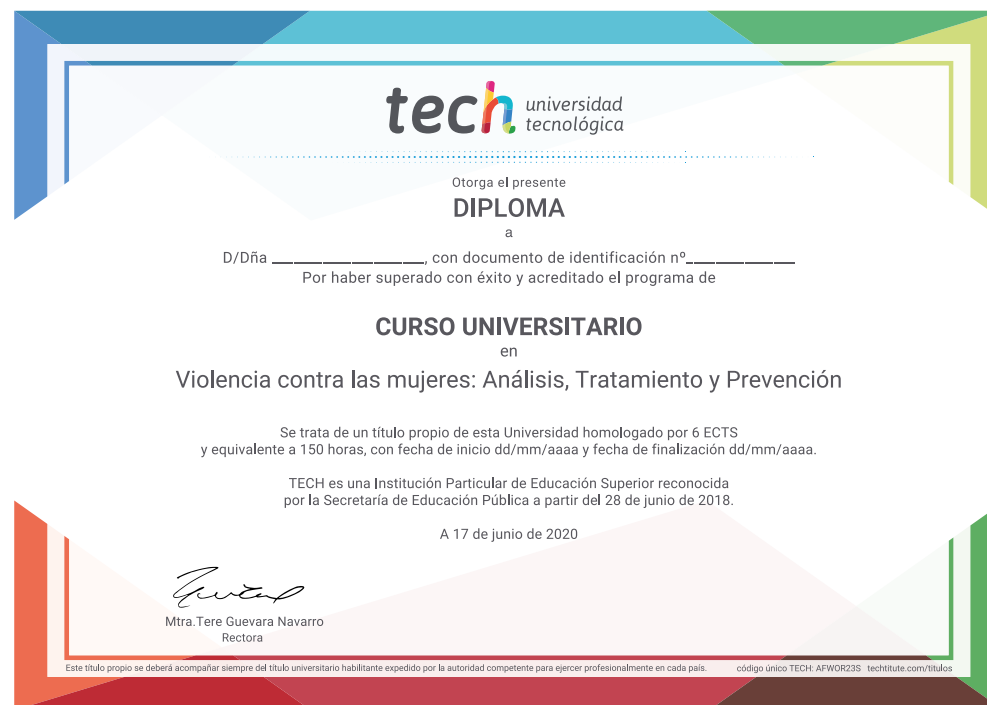 tech universidad
tecnológica
Otorga el presente
DIPLOMA
a
D/Dña ______________, con documento de identificación nº__________
Por haber superado con éxito y acreditado el programa de
CURSO UNIVERSITARIO
en
Violencia contra las mujeres: Análisis, Tratamiento y Prevención
Se trata de un título propio de esta Universidad homologado por 6 ECTS
y equivalente a 150 horas, con fecha de inicio dd/mm/aaaa y fecha de finalización dd/mm/aaaa.
TECH es una Institución Particular de Educación Superior reconocida
por la Secretaría de Educación Pública a partir del 28 de junio de 2018.
A 17 de junio de 2020
Mtra.Tere Guevara Navarro
Rectora
Este título propio se deberá acompañar siempre del título universitario habilitante expedido por la autoridad competente para ejercer profesionalmente en cada país. código único TECH: AFWOR23S techtitute.com/titulos